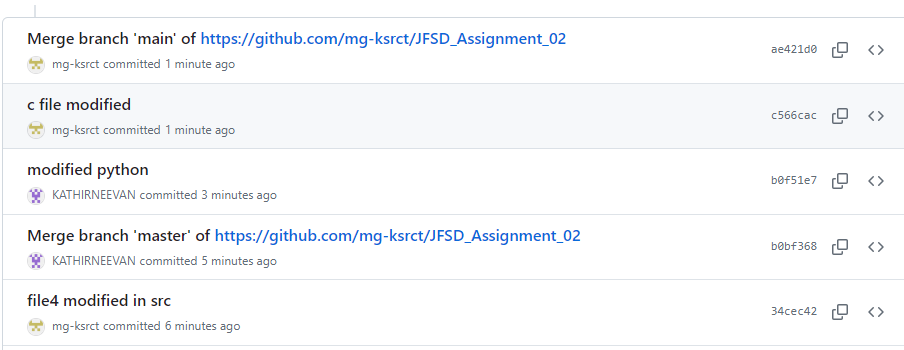 Merge branch 'main' of https://github.com/mg-ksrct/JFSD_Assignment_02
mg-ksrct committed 1 minute ago
ae421d0
c file modified
mg-ksrct committed 1 minute ago
c566cac
modified python
KATHIRNEEVAN committed 3 minutes ago
b0f51e7
Merge branch 'master' of https://github.com/mg-ksrct/JFSD_Assignment_02
KATHIRNEEVAN committed 5 minutes ago
b0bf368
file4 modified in src
mg-ksrct committed 6 minutes ago
34cec42